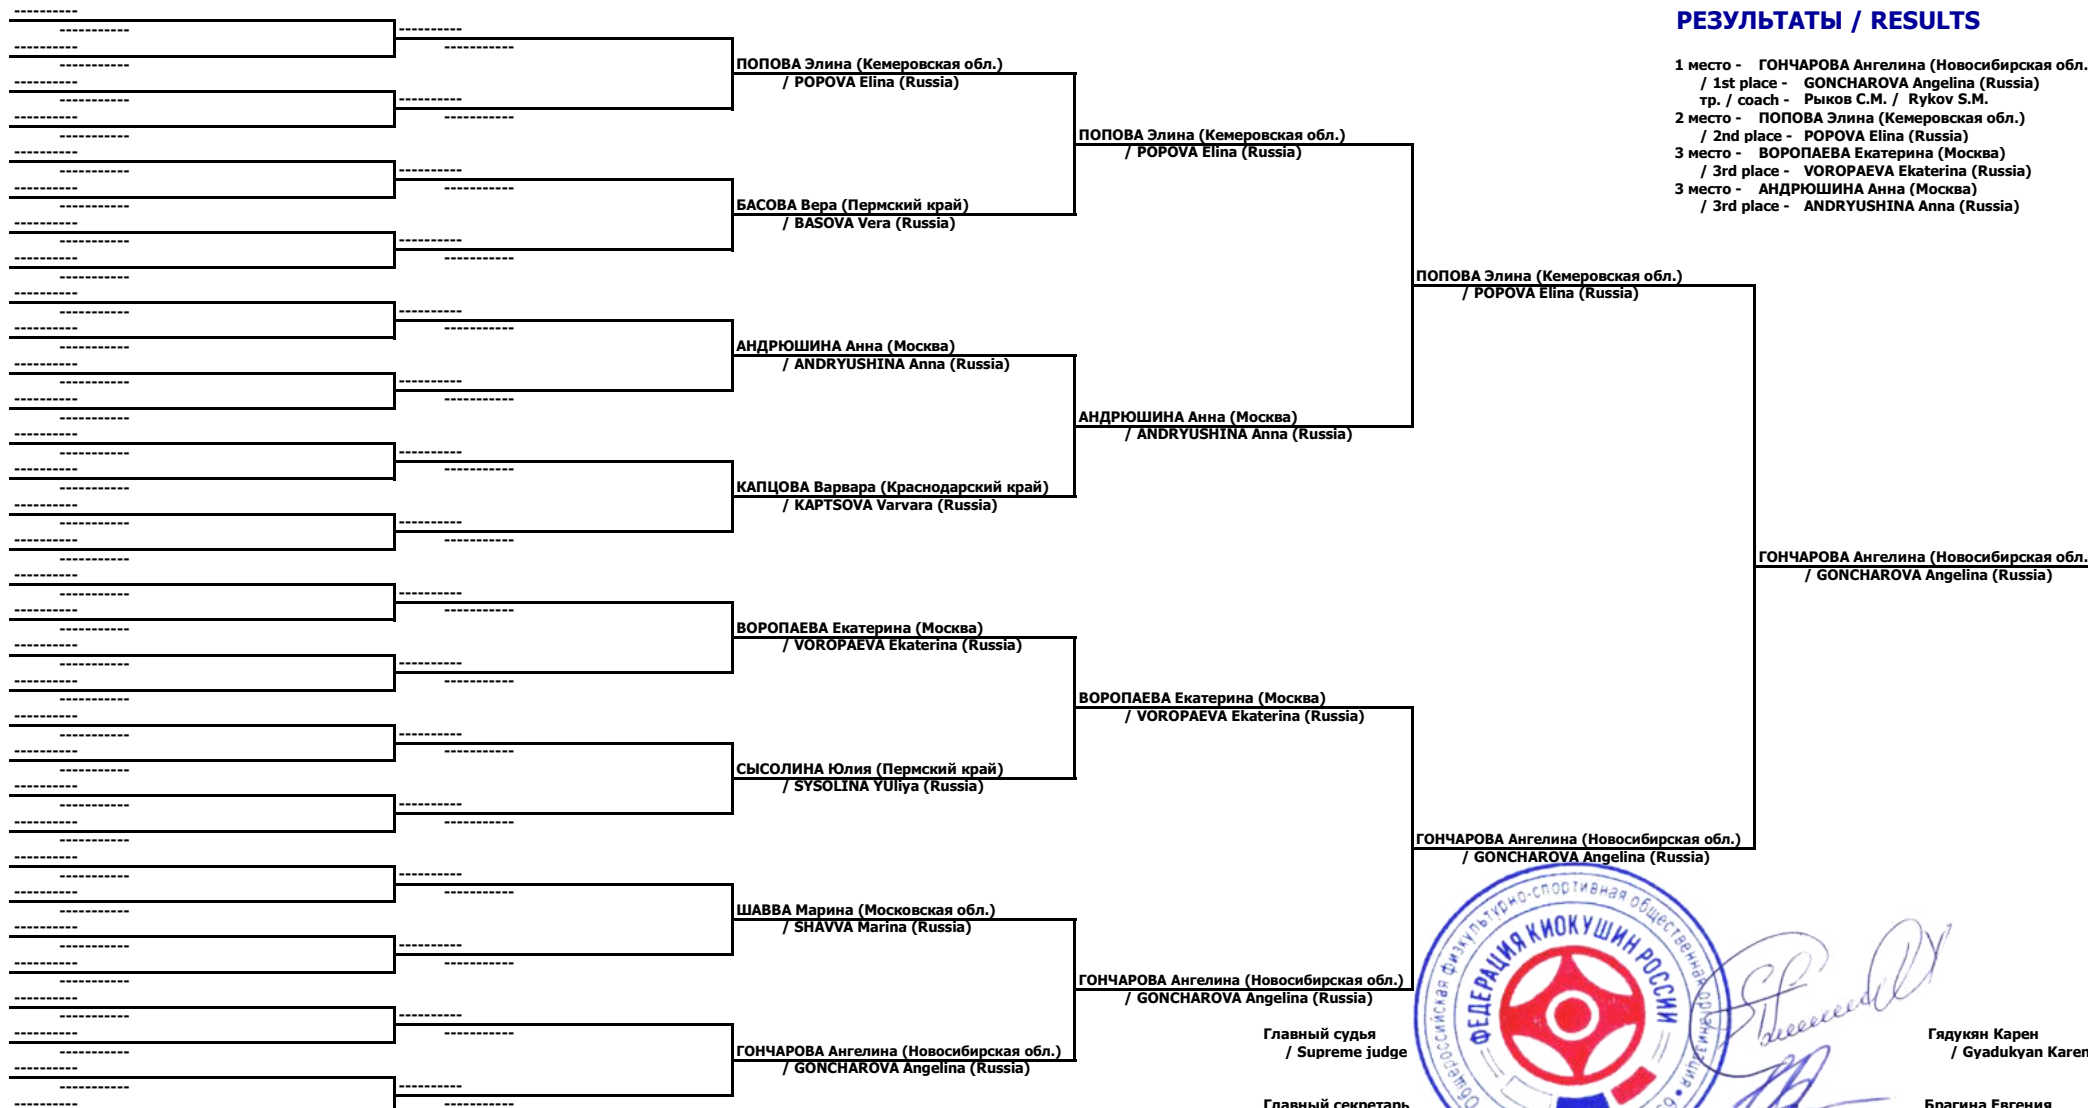 РЕЗУЛЬТАТЫ / RESULTS
1 место - ГОНЧАРОВА Ангелина (Новосибирская обл.
/ 1st place - GONCHAROVA Angelina (Russia)
тр. / coach - Рыков С.М. / Rykov S.M.
2 место - ПОПОВА Элина (Кемеровская обл.)
/ 2nd place - POPOVA Elina (Russia)
3 место - ВОРОПАЕВА Екатерина (Москва)
/ 3rd place - VOROPAEVA Ekaterina (Russia)
3 место - АНДРЮШИНА Анна (Москва)
/ 3rd place - ANDRYUSHINA Anna (Russia)
ПОПОВА Элина (Кемеровская обл.)
/ POPOVA Elina (Russia)
БАСОВА Вера (Пермский край)
/ BASOVA Vera (Russia)
АНДРЮШИНА Анна (Москва)
/ ANDRYUSHINA Anna (Russia)
КАПЦОВА Варвара (Краснодарский край)
/ KAPTSOVA Varvara (Russia)
ВОРОПАЕВА Екатерина (Москва)
/ VOROPAEVA Ekaterina (Russia)
СЫСОЛИНА Юлия (Пермский край)
/ SYSOLINA YUliya (Russia)
ШАВВА Марина (Московская обл.)
/ SHAVVA Marina (Russia)
ГОНЧАРОВА Ангелина (Новосибирская обл.)
/ GONCHAROVA Angelina (Russia)
ПОПОВА Элина (Кемеровская обл.)
/ POPOVA Elina (Russia)
АНДРЮШИНА Анна (Москва)
/ ANDRYUSHINA Anna (Russia)
ВОРОПАЕВА Екатерина (Москва)
/ VOROPAEVA Ekaterina (Russia)
ГОНЧАРОВА Ангелина (Новосибирская обл.)
/ GONCHAROVA Angelina (Russia)
ПОПОВА Элина (Кемеровская обл.)
/ POPOVA Elina (Russia)
ГОНЧАРОВА Ангелина (Новосибирская обл.)
/ GONCHAROVA Angelina (Russia)
ГОНЧАРОВА Ангелина (Новосибирская обл.
/ GONCHAROVA Angelina (Russia)
Общероссийская физкультурно-спортивная общественная организация
ФЕДЕРАЦИЯ КИОКУШИН РОССИИ
Главный судья
/ Supreme judge
Гядукян Карен
/ Gyadukyan Karen
Главный секретарь
Брагина Евгения